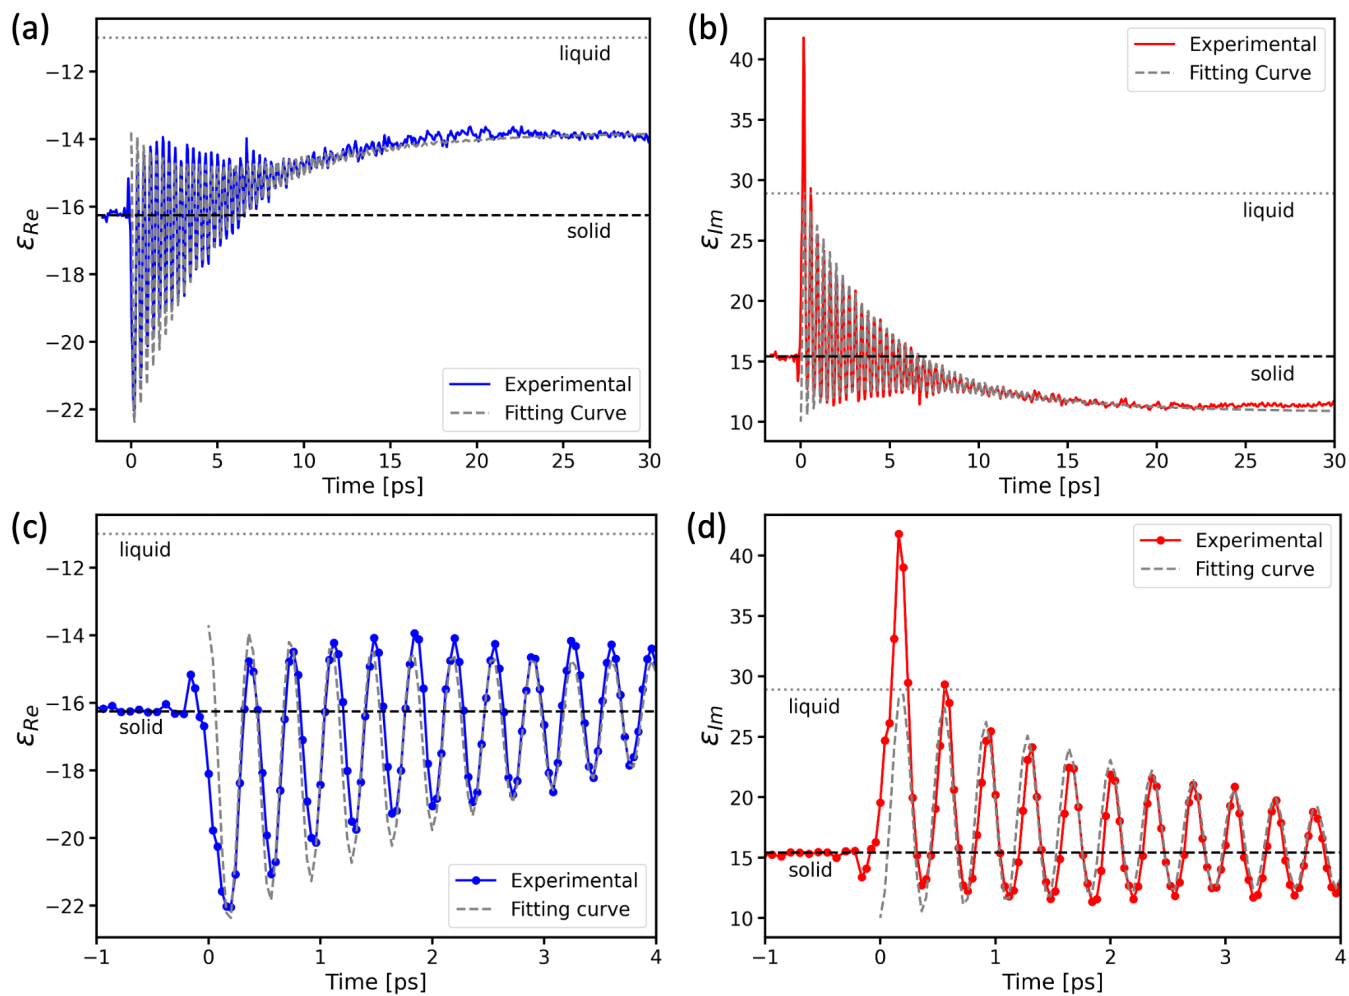 (a)
liquid
solid
−12
−14
−16
−18
−20
−22
ε_Re
Experimental
Fitting Curve
0
5
10
15
20
25
30
Time [ps]
(b)
Experimental
Fitting Curve
liquid
solid
40
35
30
25
20
15
10
ε_Im
0
5
10
15
20
25
30
Time [ps]
(c)
liquid
solid
−12
−14
−16
−18
−20
−22
ε_Re
Experimental
Fitting curve
−1
0
1
2
3
4
Time [ps]
(d)
Experimental
Fitting curve
liquid
solid
40
35
30
25
20
15
10
ε_Im
−1
0
1
2
3
4
Time [ps]